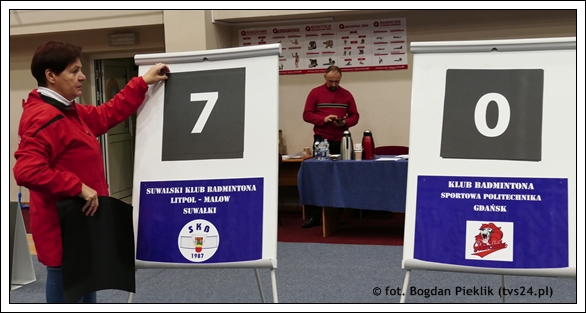 7
SUWALSKI KLUB BADMINTONA
LITPOL - MALOW
SUWAŁKI
SKB
1987
0
KLUB BADMINTONA
SPORTOWA POLITECHNIKA
GDAŃSK
© fot. Bogdan Pieklik (tvs24.pl)